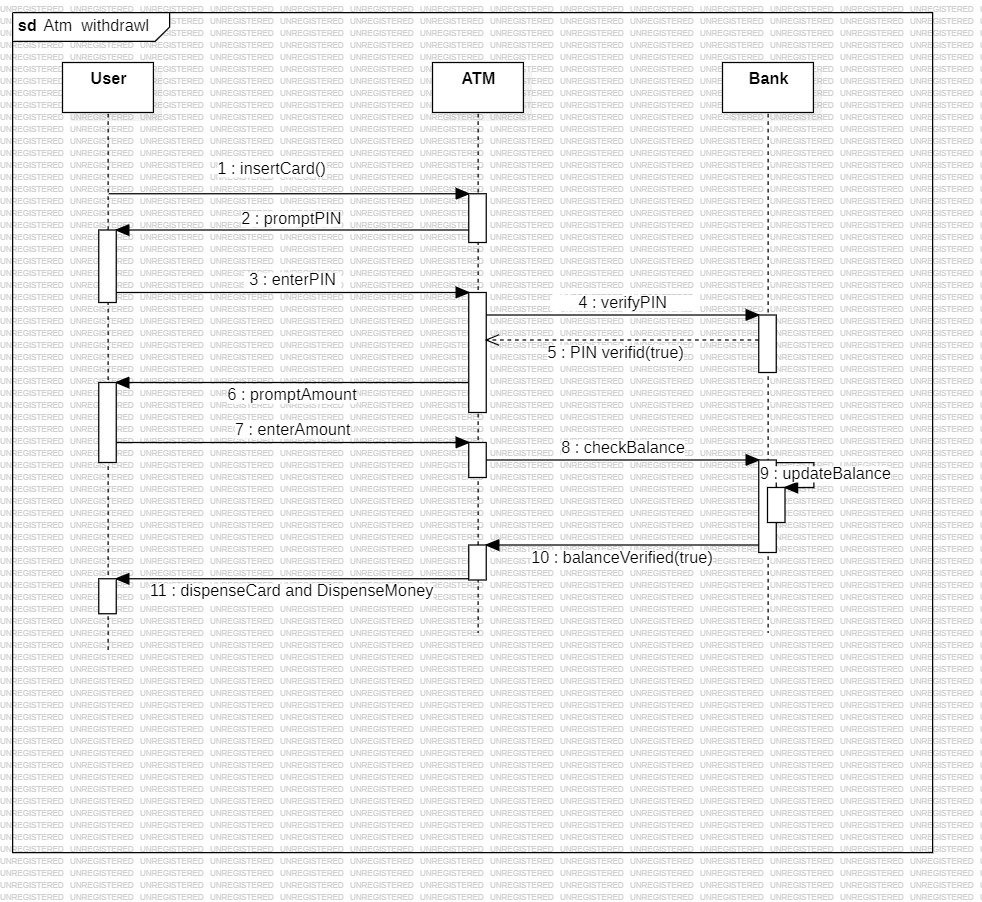 sd Atm withdrawl
User
ATM
Bank
1 : insertCard()
2 : promptPIN
3 : enterPIN
4 : verifyPIN
5 : PIN verifid(true)
6 : promptAmount
7 : enterAmount
8 : checkBalance
9 : updateBalance
10 : balanceVerified(true)
11 : dispenseCard and DispenseMoney
UNREGISTERED